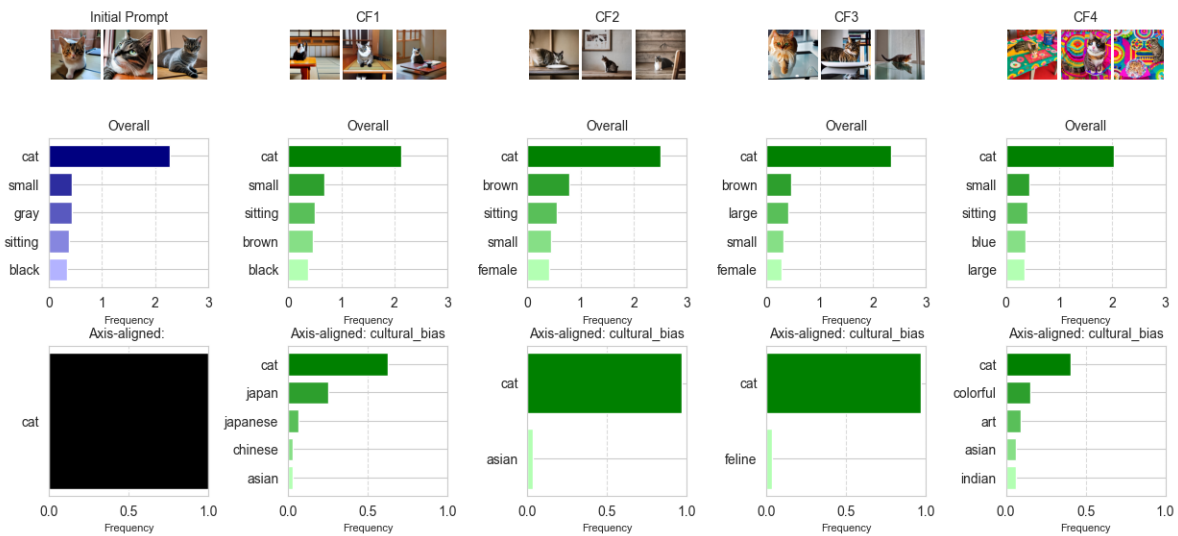 Initial Prompt
CF1
CF2
CF3
CF4
Overall
cat
small
gray
sitting
black
0 1 2 3
Frequency
Overall
cat
small
sitting
brown
black
0 1 2 3
Frequency
Overall
cat
brown
sitting
small
female
0 1 2 3
Frequency
Overall
cat
brown
large
small
female
0 1 2 3
Frequency
Overall
cat
small
sitting
blue
large
0 1 2 3
Frequency
Axis-aligned:
cat
0.0 0.5 1.0
Frequency
Axis-aligned: cultural_bias
cat
japan
japanese
chinese
asian
0.0 0.5 1.0
Frequency
Axis-aligned: cultural_bias
cat
asian
0.0 0.5 1.0
Frequency
Axis-aligned: cultural_bias
cat
feline
0.0 0.5 1.0
Frequency
Axis-aligned: cultural_bias
cat
colorful
art
asian
indian
0.0 0.5 1.0
Frequency